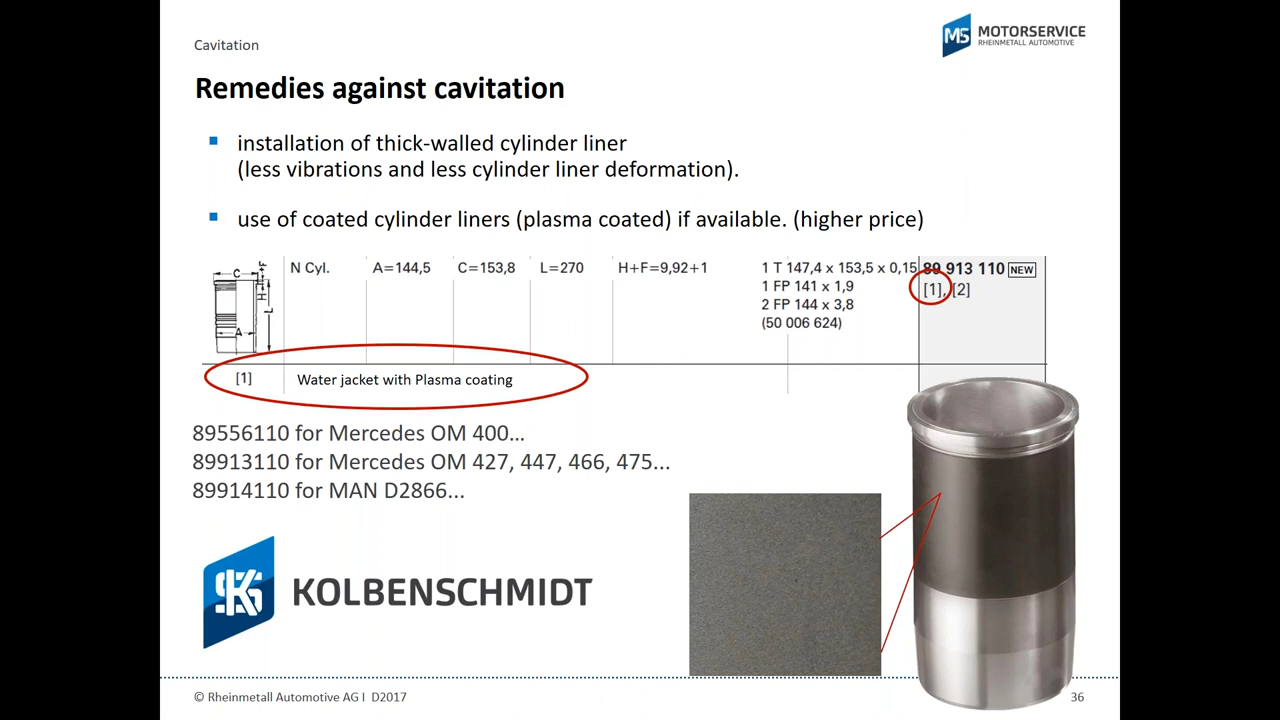 Cavitation
MS MOTORSERVICE
RHEINMETALL AUTOMOTIVE
Remedies against cavitation
installation of thick-walled cylinder liner
(less vibrations and less cylinder liner deformation).
use of coated cylinder liners (plasma coated) if available. (higher price)
C H+F H L A
N Cyl. A=144,5 C=153,8 L=270 H+F=9,92+1 1 T 147,4 x 153,5 x 0,15 89 913 110 NEW
1 FP 141 x 1,9 [1], [2]
2 FP 144 x 3,8
(50 006 624)
[1] Water jacket with Plasma coating
89556110 for Mercedes OM 400...
89913110 for Mercedes OM 427, 447, 466, 475...
89914110 for MAN D2866...
KS KOLBENSCHMIDT
© Rheinmetall Automotive AG I D2017
36